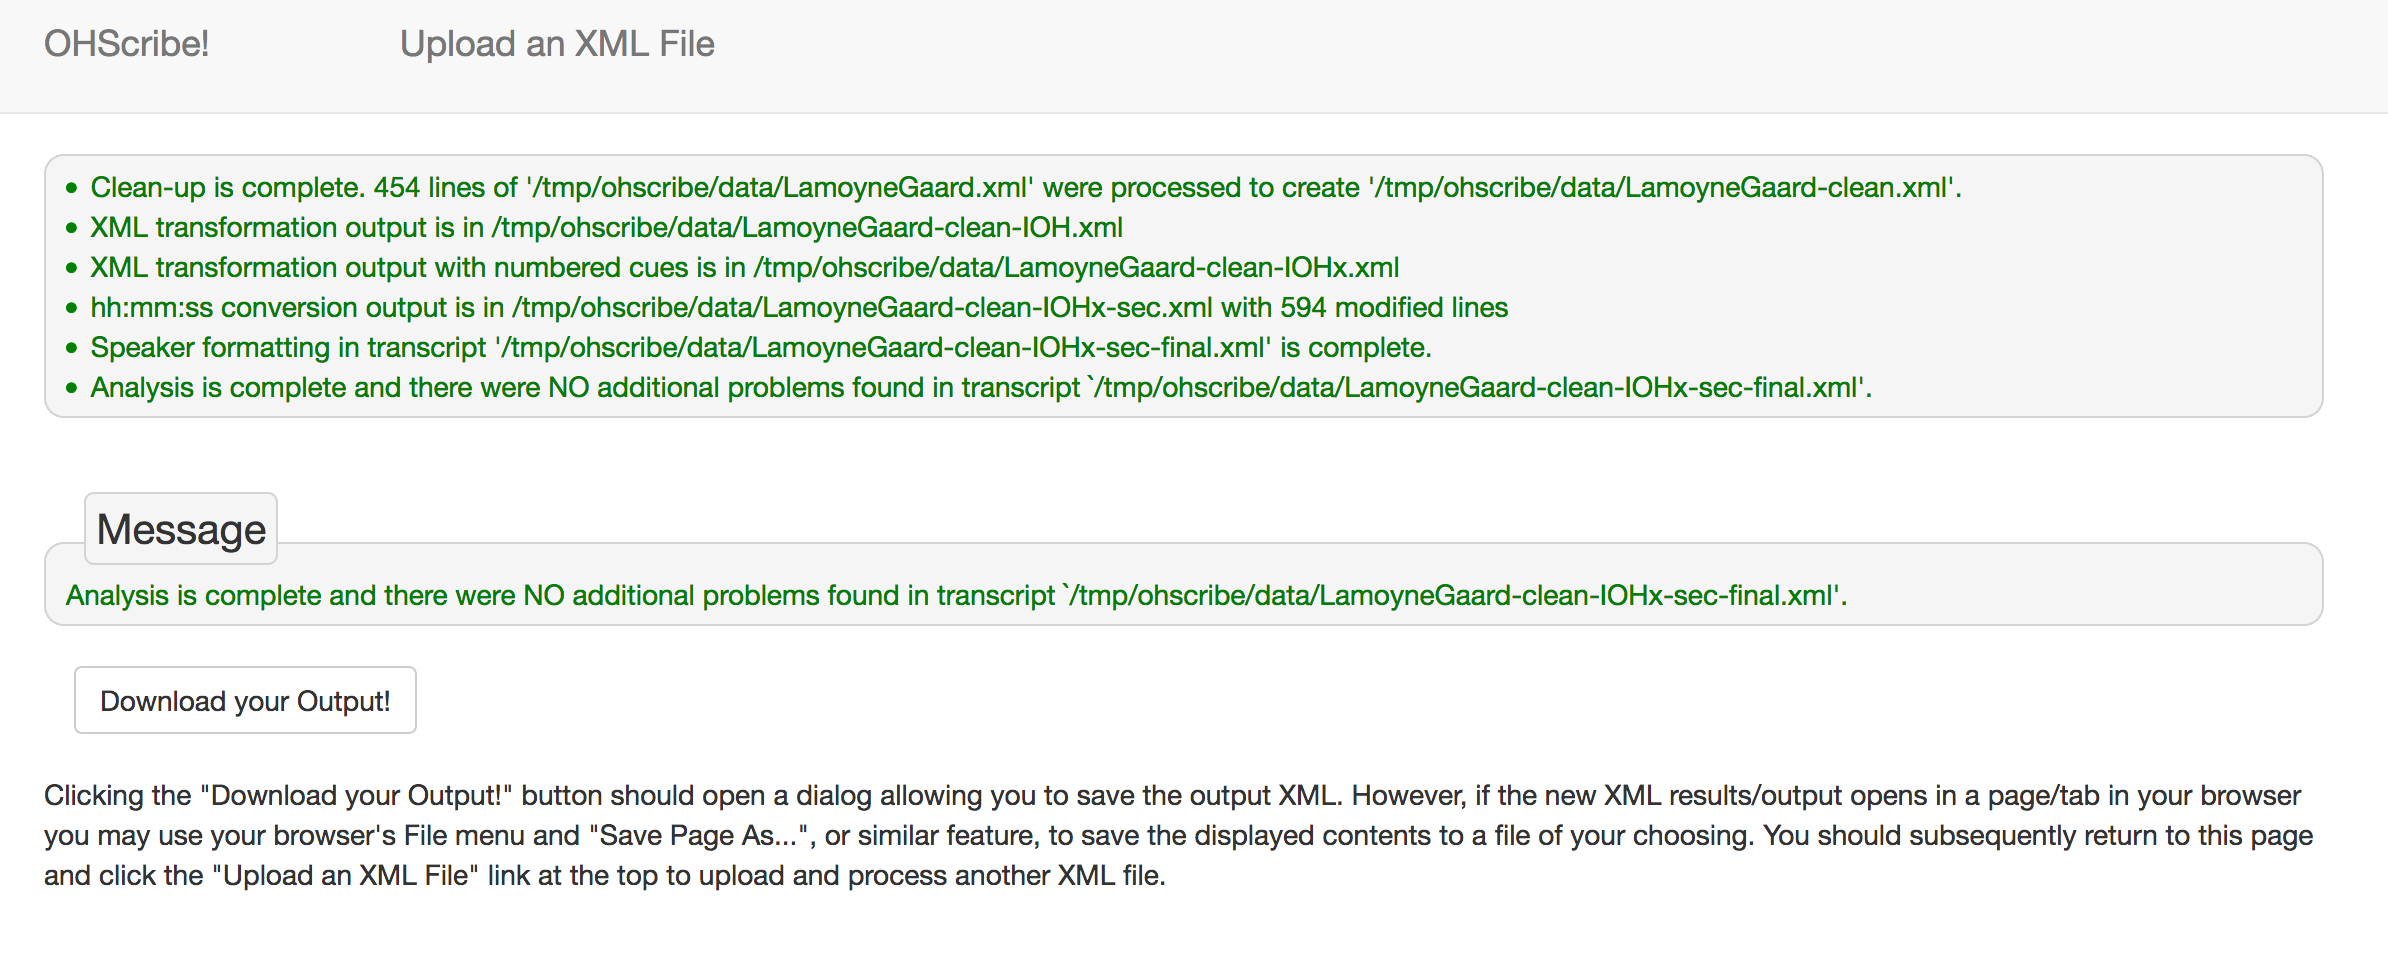 OHScribe! Upload an XML File
• Clean-up is complete. 454 lines of '/tmp/ohscribe/data/LamoyneGaard.xml' were processed to create '/tmp/ohscribe/data/LamoyneGaard-clean.xml'.
• XML transformation output is in /tmp/ohscribe/data/LamoyneGaard-clean-IOH.xml
• XML transformation output with numbered cues is in /tmp/ohscribe/data/LamoyneGaard-clean-IOHx.xml
• hh:mm:ss conversion output is in /tmp/ohscribe/data/LamoyneGaard-clean-IOHx-sec.xml with 594 modified lines
• Speaker formatting in transcript '/tmp/ohscribe/data/LamoyneGaard-clean-IOHx-sec-final.xml' is complete.
• Analysis is complete and there were NO additional problems found in transcript `/tmp/ohscribe/data/LamoyneGaard-clean-IOHx-sec-final.xml'.
Message
Analysis is complete and there were NO additional problems found in transcript `/tmp/ohscribe/data/LamoyneGaard-clean-IOHx-sec-final.xml'.
Download your Output!
Clicking the "Download your Output!" button should open a dialog allowing you to save the output XML. However, if the new XML results/output opens in a page/tab in your browser
you may use your browser's File menu and "Save Page As...", or similar feature, to save the displayed contents to a file of your choosing. You should subsequently return to this page
and click the "Upload an XML File" link at the top to upload and process another XML file.